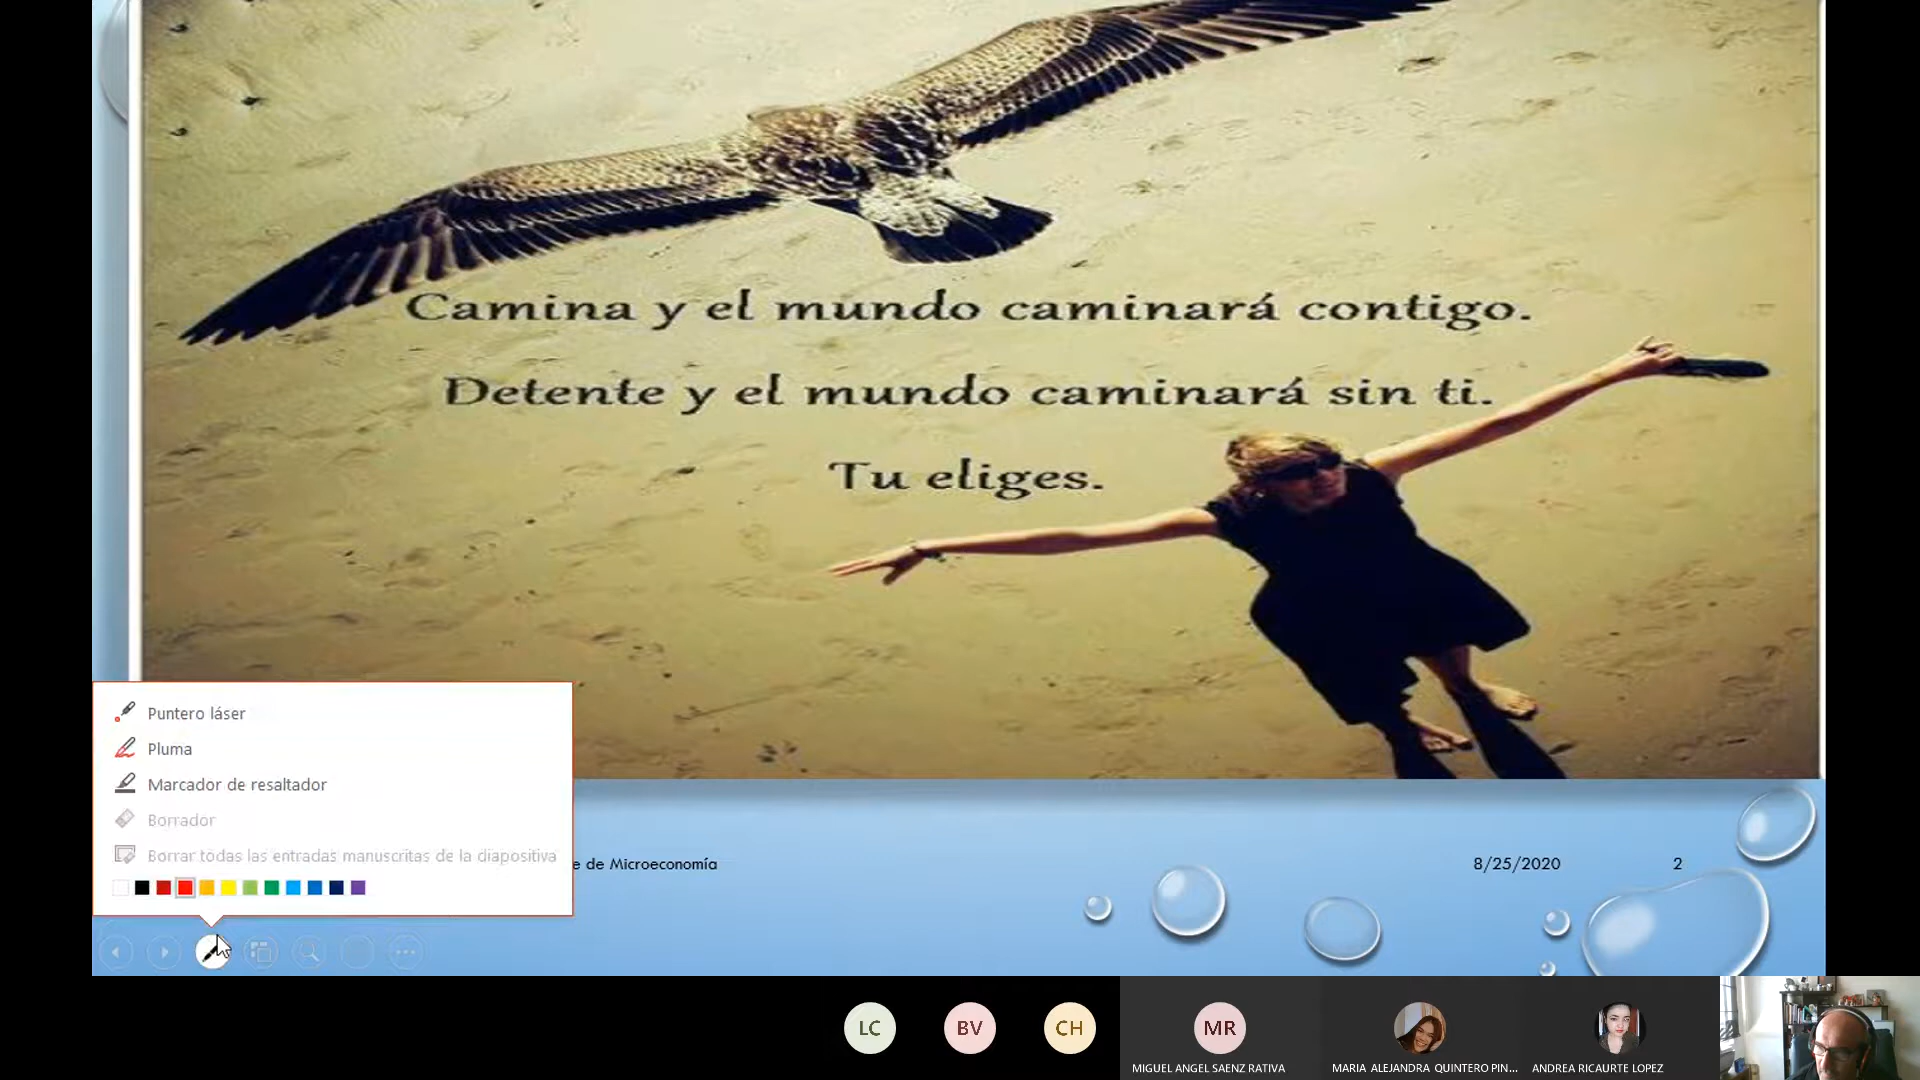 Camina y el mundo caminará contigo.
Detente y el mundo caminará sin ti.
Tu eliges.
Puntero láser
Pluma
Marcador de resaltador
Borrador
Borrar todas las entradas manuscritas de la diapositiva
e de Microeconomía
8/25/2020
2
LC
BV
CH
MR
MIGUEL ANGEL SAENZ RATIVA
MARIA ALEJANDRA QUINTERO PIN...
ANDREA RICAURTE LOPEZ